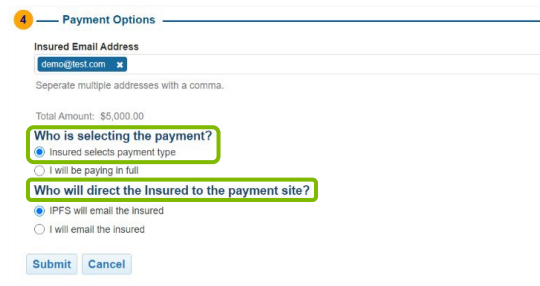 4 Payment Options
Insured Email Address
demo@test.com x
Seperate multiple addresses with a comma.
Total Amount: $5,000.00
Who is selecting the payment?
Insured selects payment type
I will be paying in full
Who will direct the Insured to the payment site?
IPFS will email the insured
I will email the insured
Submit Cancel